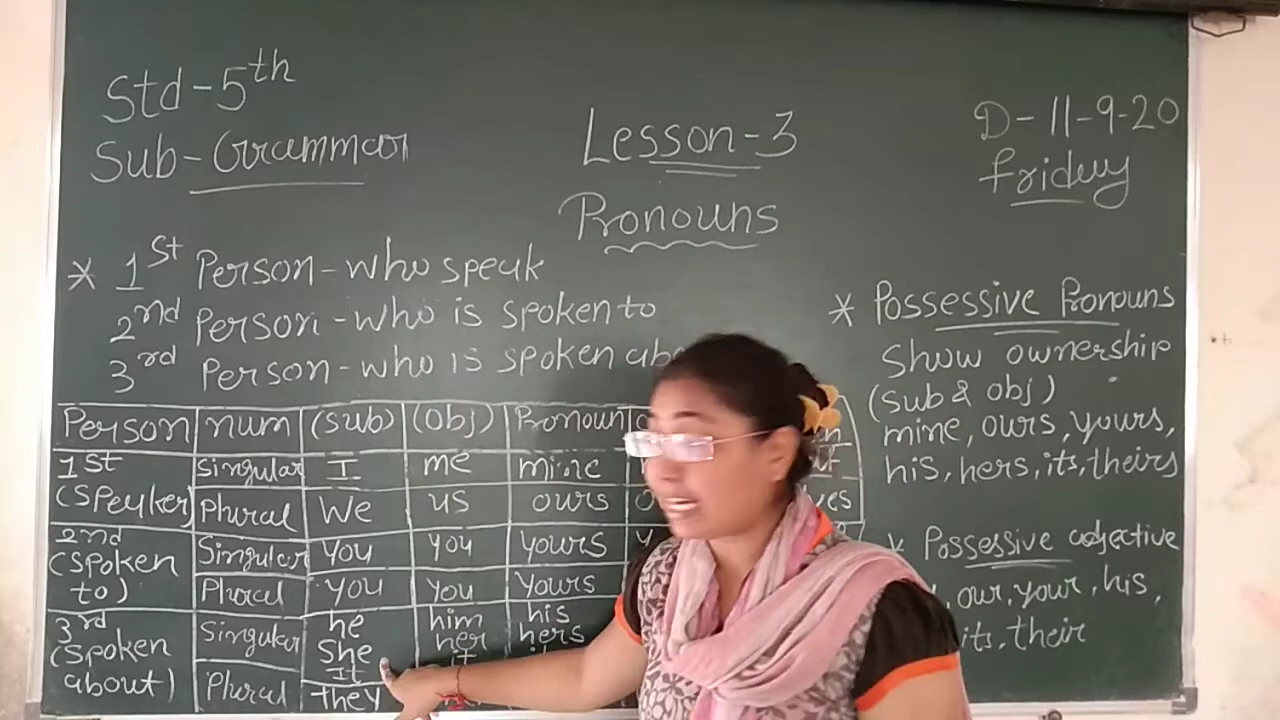 Std-5th
Sub-Grammar
Lesson-3
Pronouns
D-11-9-20
Friday
* 1st Person-who speak
2nd Person-who is spoken to
3rd Person-who is spoken
Person num (sub) (obj) Pronoun
1st (Speaker) Singular I me mine
Plural We us ours
2nd (spoken to) Singular you you yours
Plural you you yours
3rd (spoken about) Singular he him his
She her hers
It it
Plural they
* Possessive Pronouns
Show ownership
(sub & obj)
mine, ours, yours,
his, hers, its, theirs
* Possessive adjective
, our, your, his,
its, their